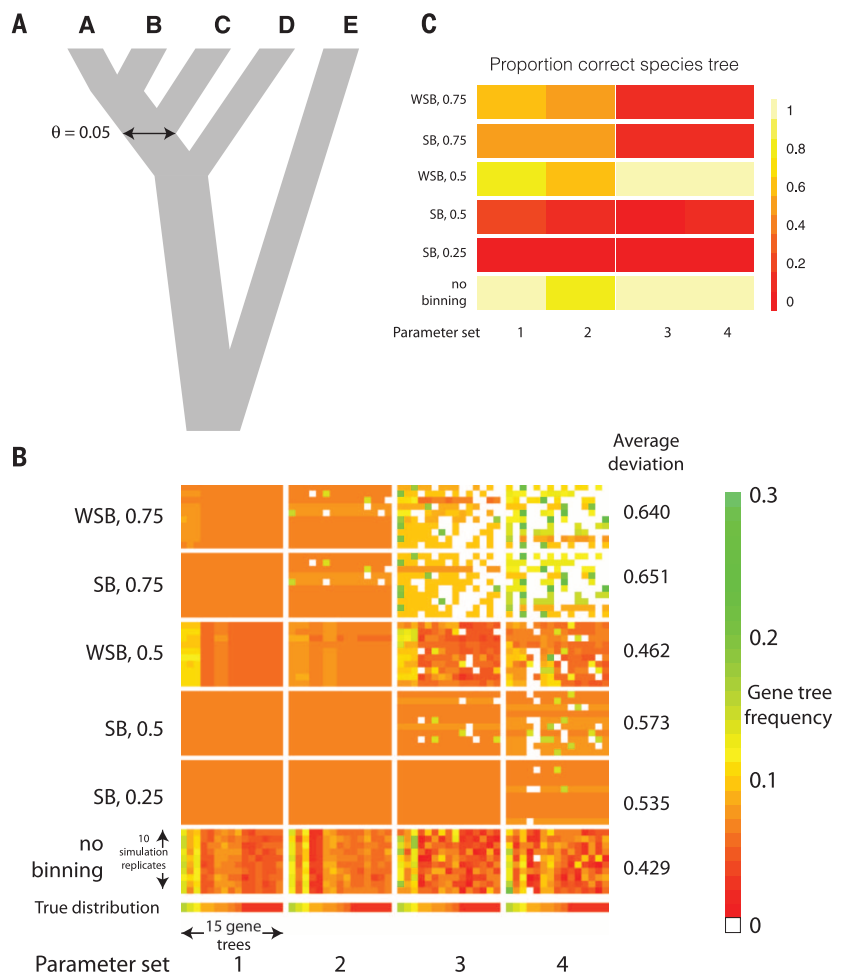 A
A B C D E
θ = 0.05
C
Proportion correct species tree
WSB, 0.75
SB, 0.75
WSB, 0.5
SB, 0.5
SB, 0.25
no
binning
1
0.8
0.6
0.4
0.2
0
Parameter set 1 2 3 4
B
Average
deviation
WSB, 0.75 0.640
SB, 0.75 0.651
WSB, 0.5 0.462
SB, 0.5 0.573
SB, 0.25 0.535
no
binning
10
simulation
replicates
0.429
True distribution
15 gene
trees
Parameter set 1 2 3 4
0.3
0.2
Gene tree
frequency
0.1
0